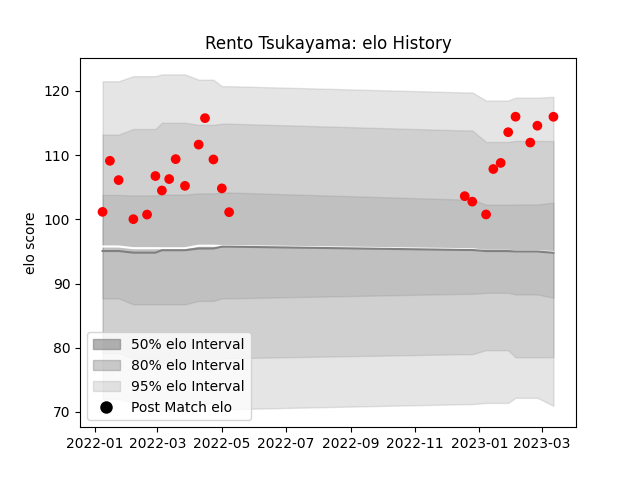 Rento Tsukayama: elo History
elo score
120
110
100
90
80
70
50% elo Interval
80% elo Interval
95% elo Interval
Post Match elo
2022-01 2022-03 2022-05 2022-07 2022-09 2022-11 2023-01 2023-03